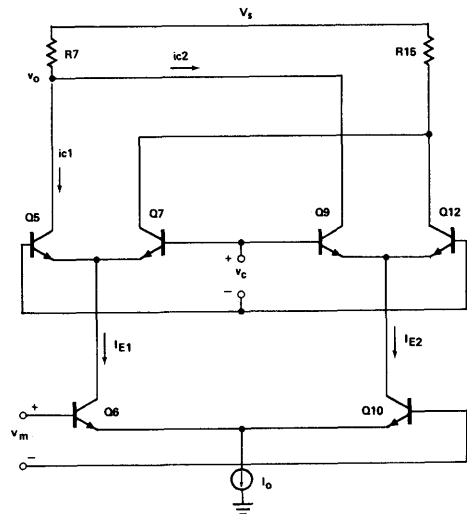 Vs
R7
R15
vo
ic2
ic1
Q5
Q7
Q9
Q12
+
vc
−
IE1
IE2
+
Q6
Q10
vm
−
Io